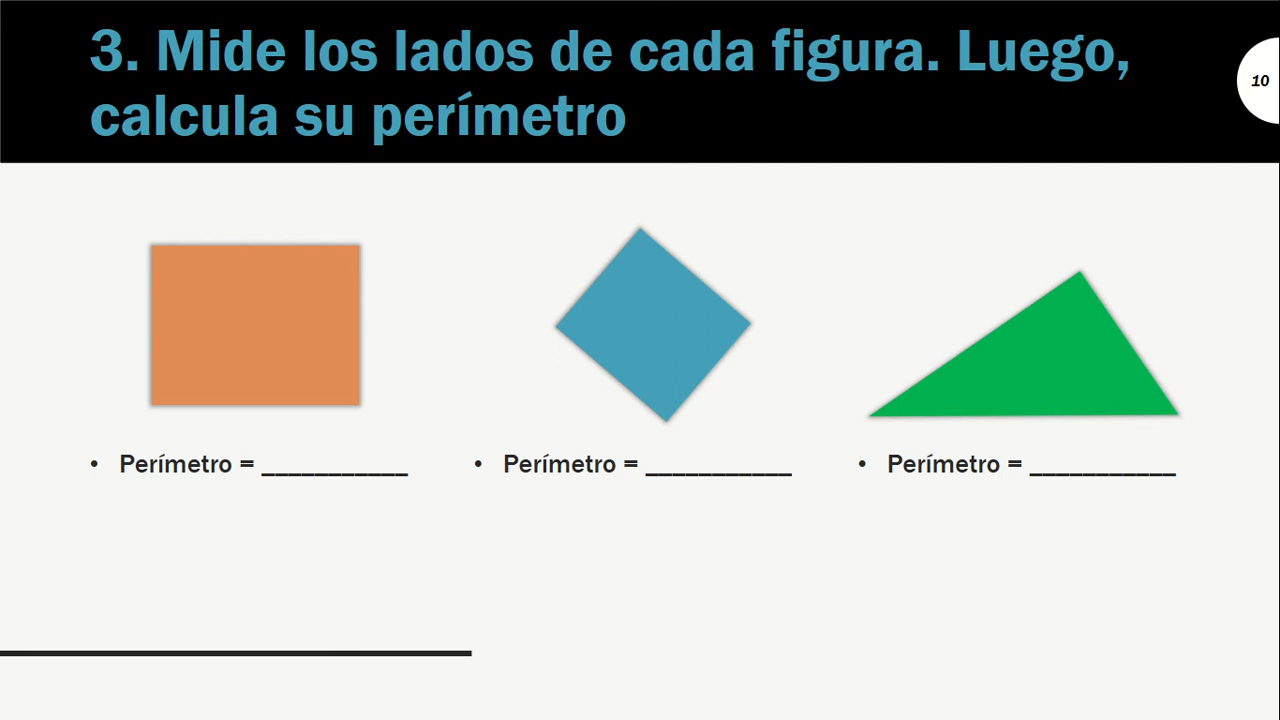 3. Mide los lados de cada figura. Luego,
calcula su perímetro
10
• Perímetro = ___________
• Perímetro = ___________
• Perímetro = ___________